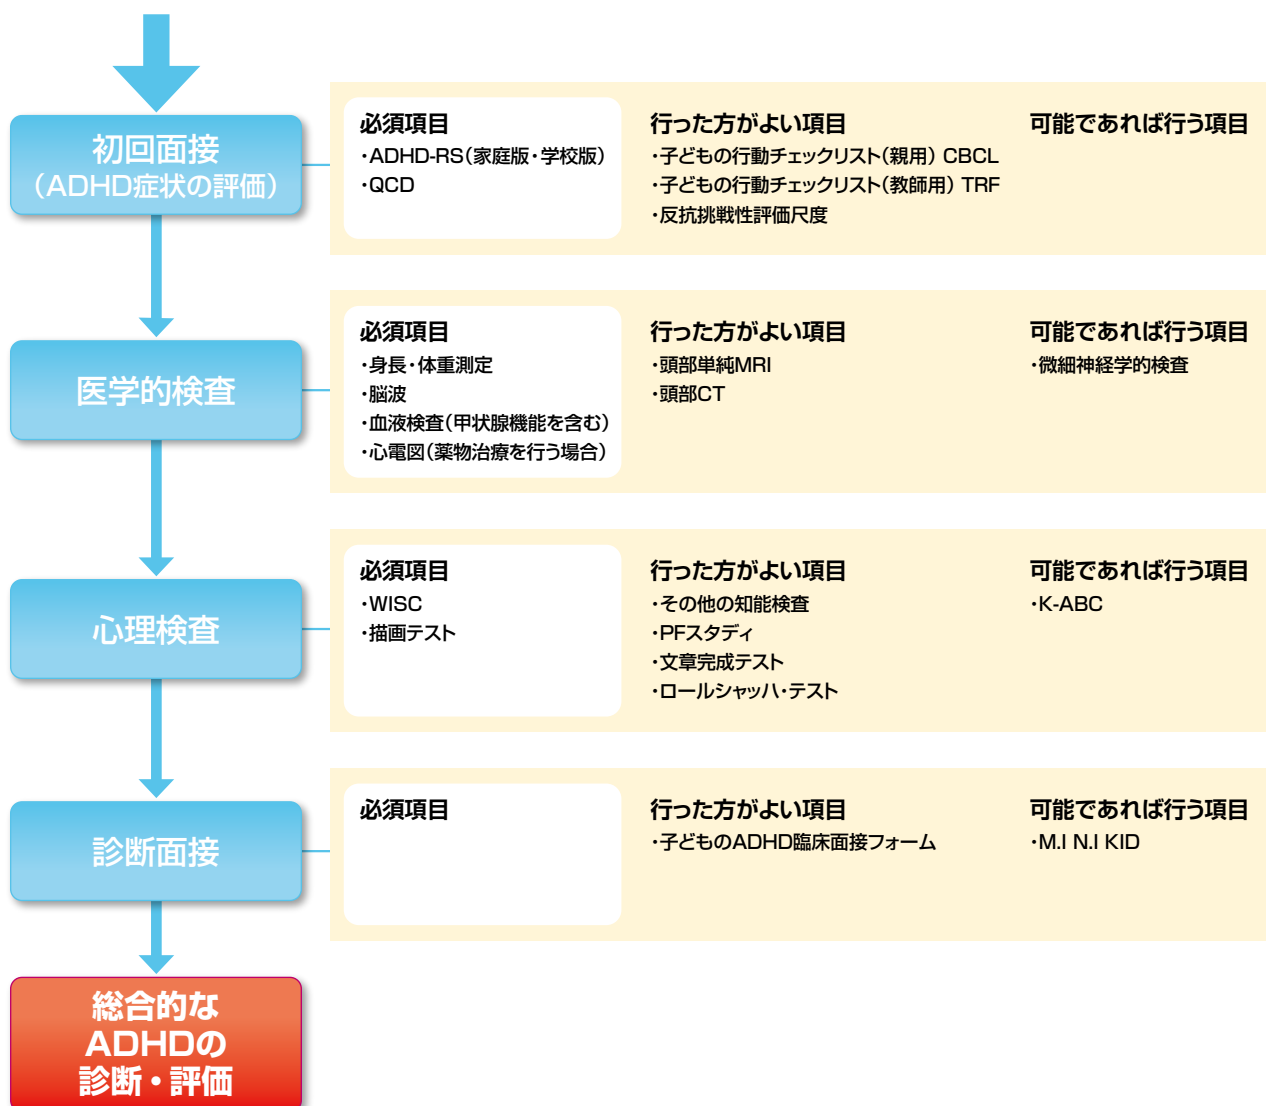 初回面接
（ADHD症状の評価）
必須項目
・ADHD-RS（家庭版・学校版）
・QCD
行った方がよい項目
・子どもの行動チェックリスト（親用） CBCL
・子どもの行動チェックリスト（教師用） TRF
・反抗挑戦性評価尺度
可能であれば行う項目
医学的検査
必須項目
・身長・体重測定
・脳波
・血液検査（甲状腺機能を含む）
・心電図（薬物治療を行う場合）
行った方がよい項目
・頭部単純MRI
・頭部CT
可能であれば行う項目
・微細神経学的検査
心理検査
必須項目
・WISC
・描画テスト
行った方がよい項目
・その他の知能検査
・PFスタディ
・文章完成テスト
・ロールシャッハ・テスト
可能であれば行う項目
・K-ABC
診断面接
必須項目
行った方がよい項目
・子どものADHD臨床面接フォーム
可能であれば行う項目
・M.I N.I KID
総合的な
ADHDの
診断・評価